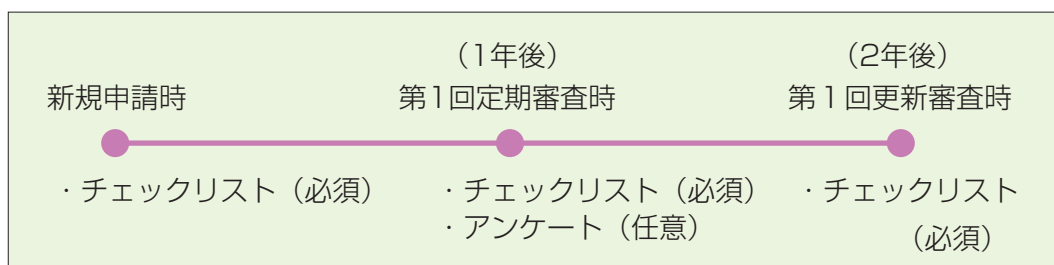 新規申請時
（1年後）
第1回定期審査時
（2年後）
第１回更新審査時
・チェックリスト（必須）
・チェックリスト（必須）
・アンケート（任意）
・チェックリスト
（必須）